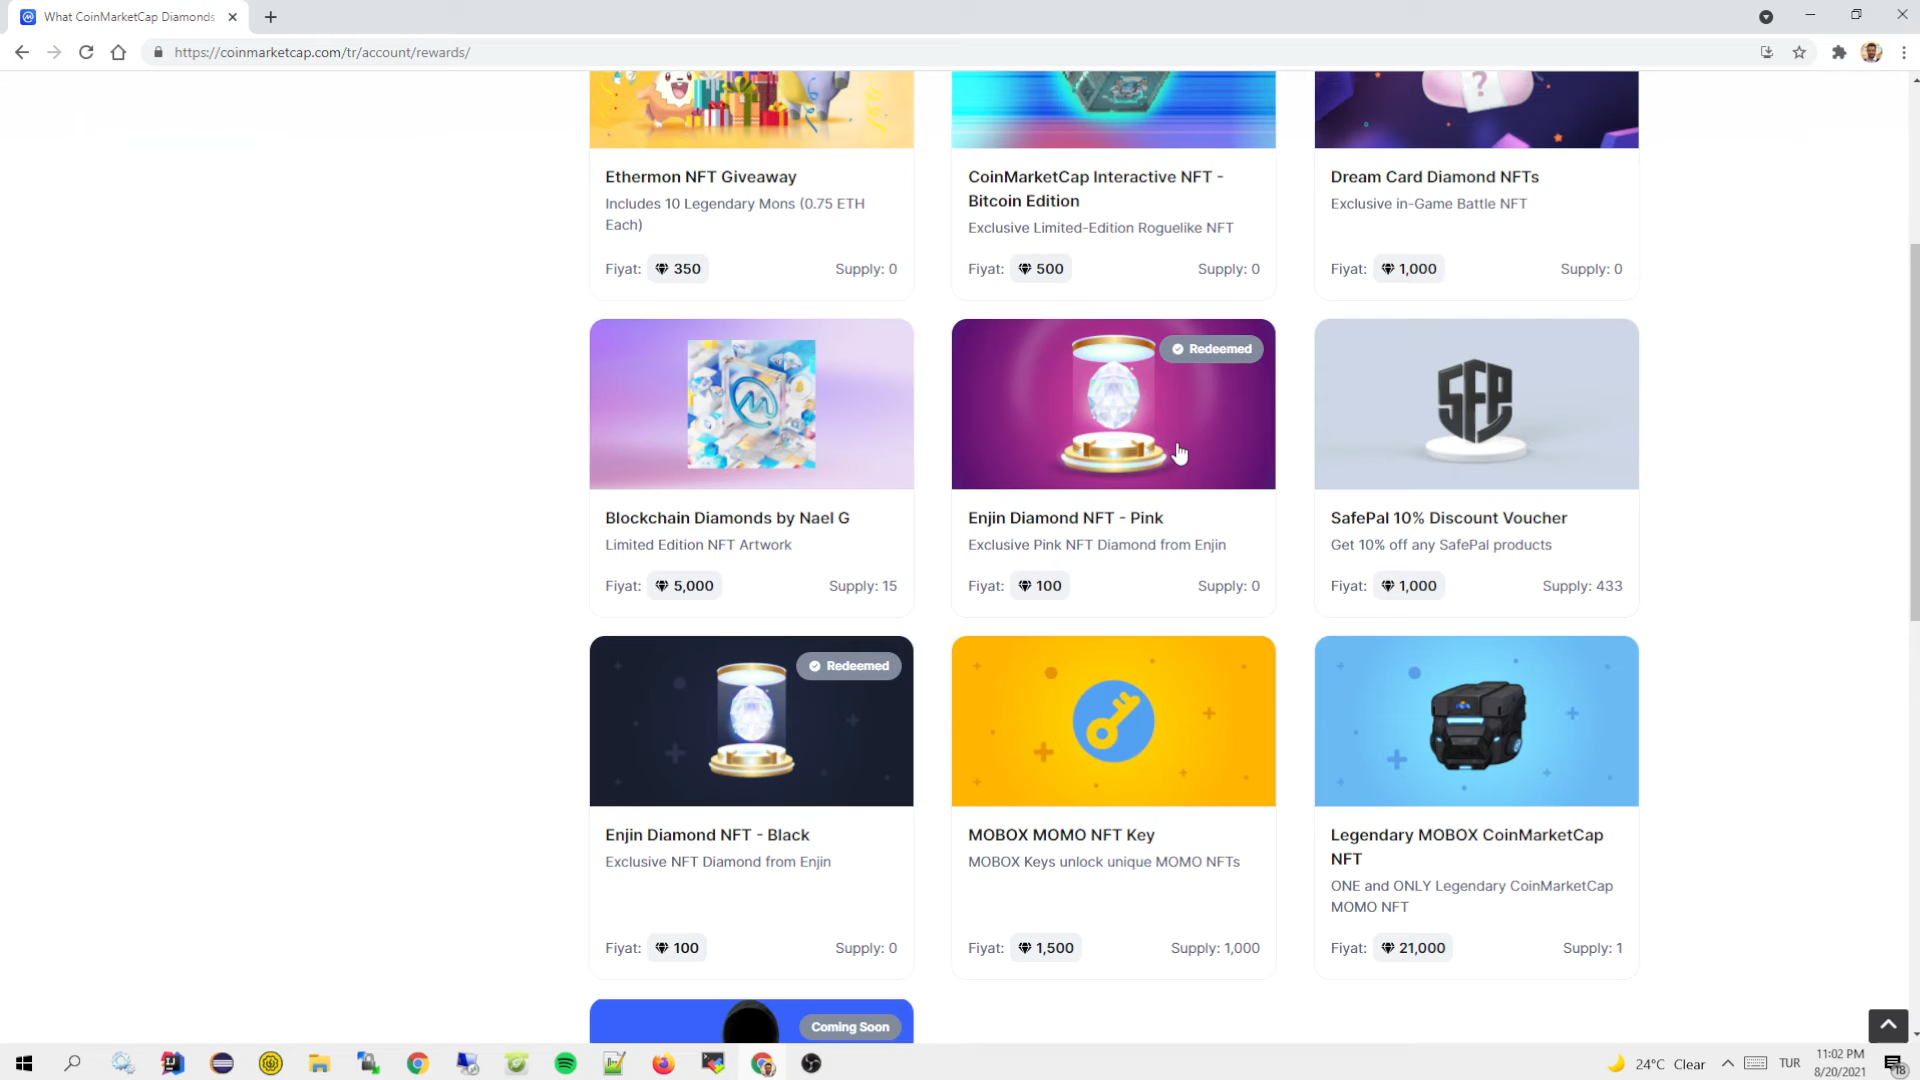 What CoinMarketCap Diamonds
https://coinmarketcap.com/tr/account/rewards/
?
Ethermon NFT Giveaway
Includes 10 Legendary Mons (0.75 ETH
Each)
Fiyat: 350
Supply: 0
CoinMarketCap Interactive NFT -
Bitcoin Edition
Exclusive Limited-Edition Roguelike NFT
Fiyat: 500
Supply: 0
Dream Card Diamond NFTs
Exclusive in-Game Battle NFT
Fiyat: 1,000
Supply: 0
Blockchain Diamonds by Nael G
Limited Edition NFT Artwork
Fiyat: 5,000
Supply: 15
Redeemed
Enjin Diamond NFT - Pink
Exclusive Pink NFT Diamond from Enjin
Fiyat: 100
Supply: 0
SFP
SafePal 10% Discount Voucher
Get 10% off any SafePal products
Fiyat: 1,000
Supply: 433
Redeemed
Enjin Diamond NFT - Black
Exclusive NFT Diamond from Enjin
Fiyat: 100
Supply: 0
MOBOX MOMO NFT Key
MOBOX Keys unlock unique MOMO NFTs
Fiyat: 1,500
Supply: 1,000
Legendary MOBOX CoinMarketCap
NFT
ONE and ONLY Legendary CoinMarketCap
MOMO NFT
Fiyat: 21,000
Supply: 1
Coming Soon
24°C Clear
TUR
11:02 PM
8/20/2021
18